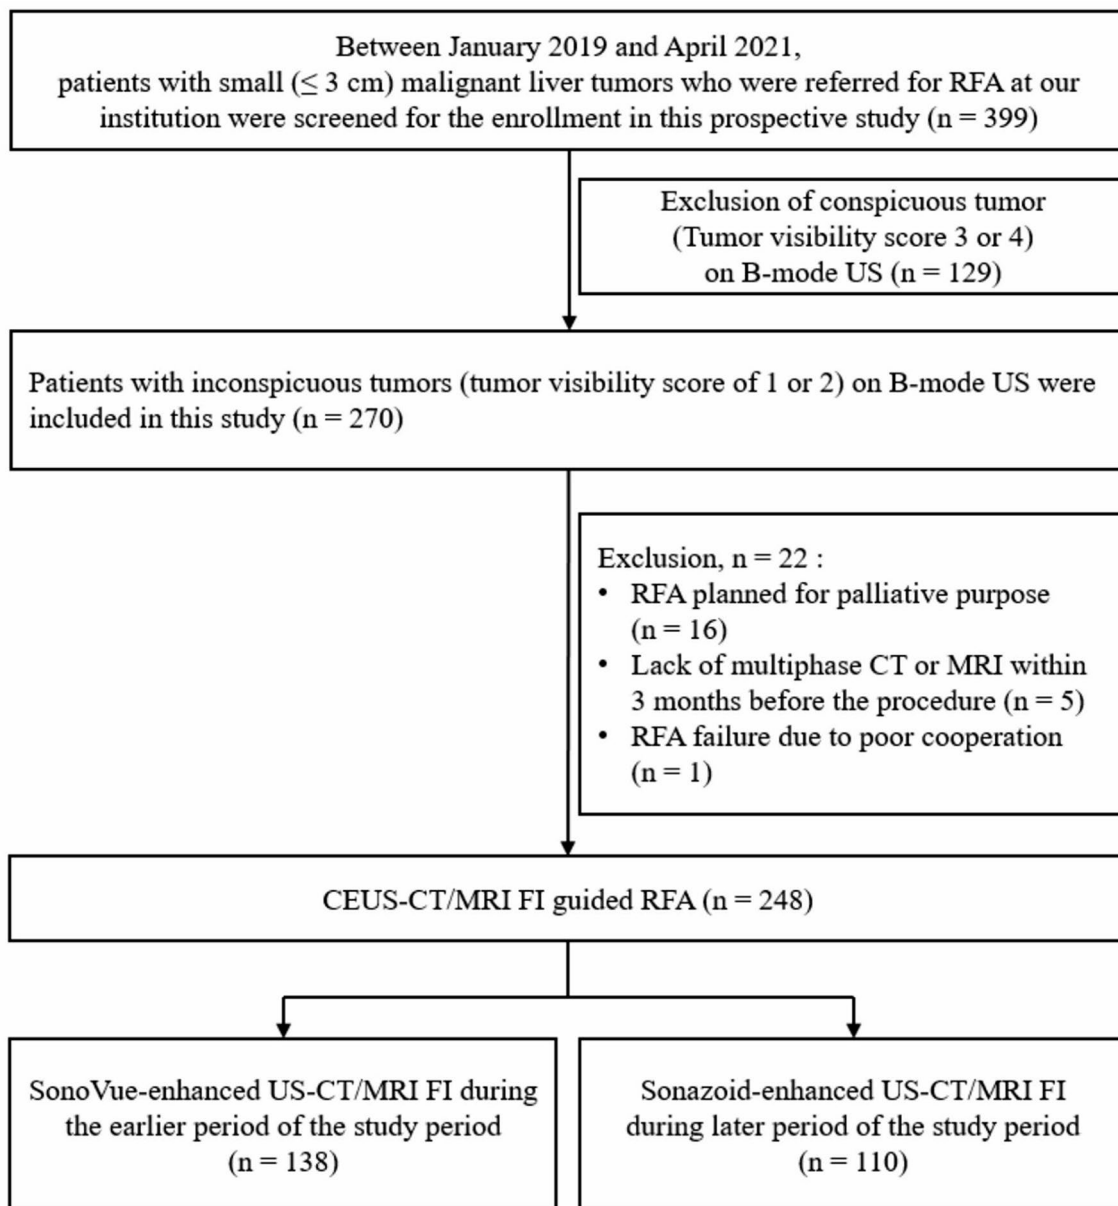 Between January 2019 and April 2021,
patients with small (≤ 3 cm) malignant liver tumors who were referred for RFA at our
institution were screened for the enrollment in this prospective study (n = 399)
Exclusion of conspicuous tumor
(Tumor visibility score 3 or 4)
on B-mode US (n = 129)
Patients with inconspicuous tumors (tumor visibility score of 1 or 2) on B-mode US were
included in this study (n = 270)
Exclusion, n = 22 :
• RFA planned for palliative purpose
(n = 16)
• Lack of multiphase CT or MRI within
3 months before the procedure (n = 5)
• RFA failure due to poor cooperation
(n = 1)
CEUS-CT/MRI FI guided RFA (n = 248)
SonoVue-enhanced US-CT/MRI FI during
the earlier period of the study period
(n = 138)
Sonazoid-enhanced US-CT/MRI FI
during later period of the study period
(n = 110)